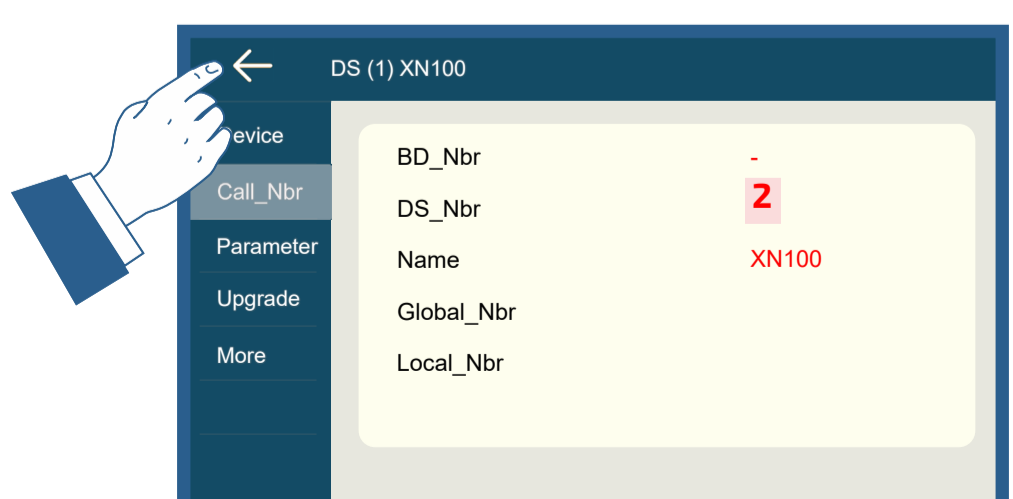 DS (1) XN100
evice
Call_Nbr
Parameter
Upgrade
More
BD_Nbr -
DS_Nbr 2
Name XN100
Global_Nbr
Local_Nbr